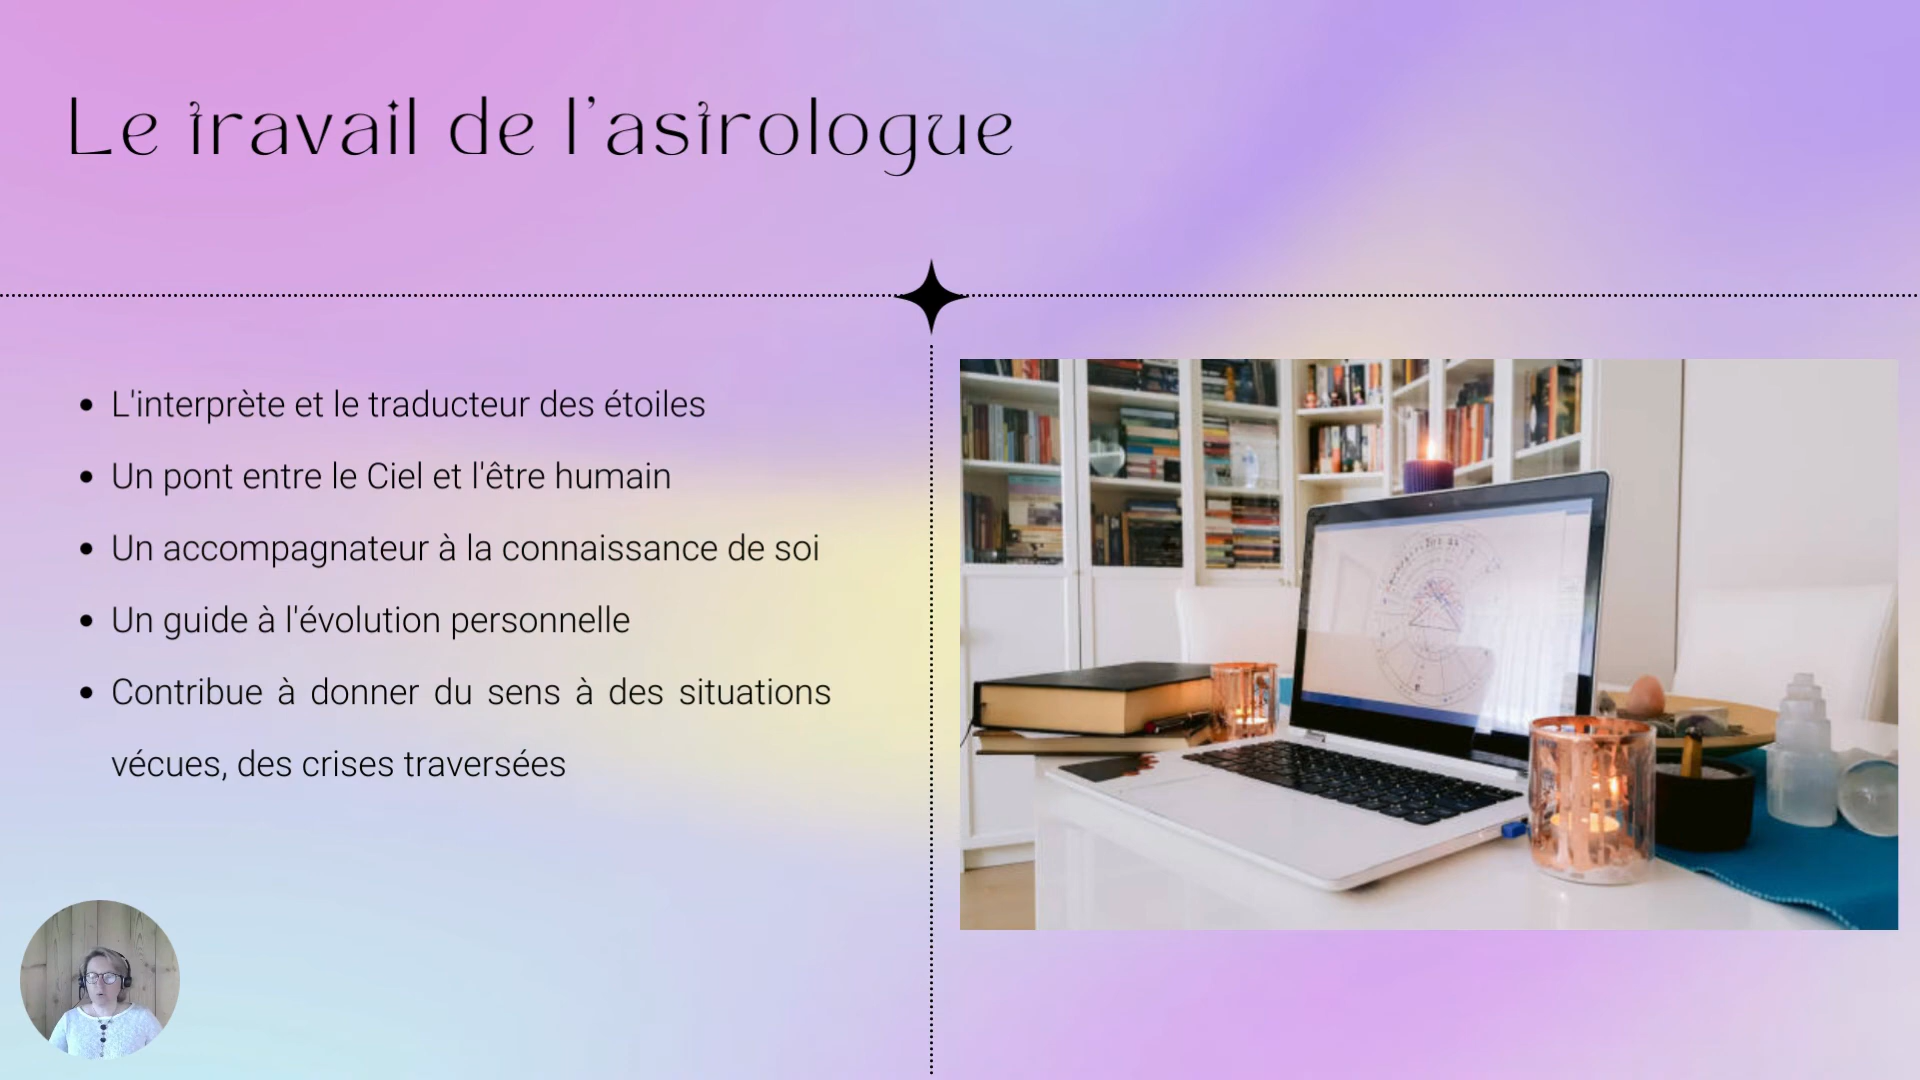 Le travail de l'astrologue
L'interprète et le traducteur des étoiles
Un pont entre le Ciel et l'être humain
Un accompagnateur à la connaissance de soi
Un guide à l'évolution personnelle
Contribue à donner du sens à des situations
vécues, des crises traversées